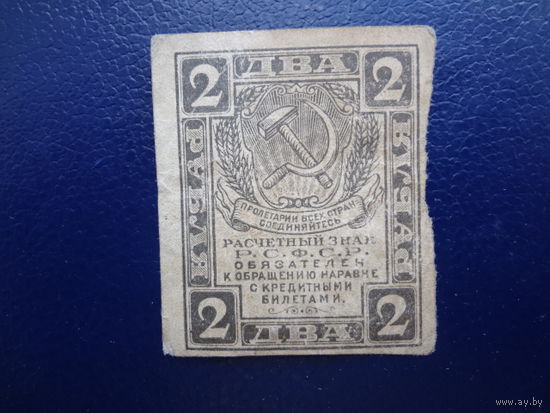 2 ДВА 2
РУБЛЯ
РУБЛЯ
ПРОЛЕТАРИИ ВСЕХ СТРАН
СОЕДИНЯЙТЕСЬ
РАСЧЕТНЫЙ ЗНАК
Р.С.Ф.С.Р.
ОБЯЗАТЕЛЕН
К ОБРАЩЕНИЮ НАРАВНЕ
С КРЕДИТНЫМИ
БИЛЕТАМИ.
2 ДВА 2
www.ay.by